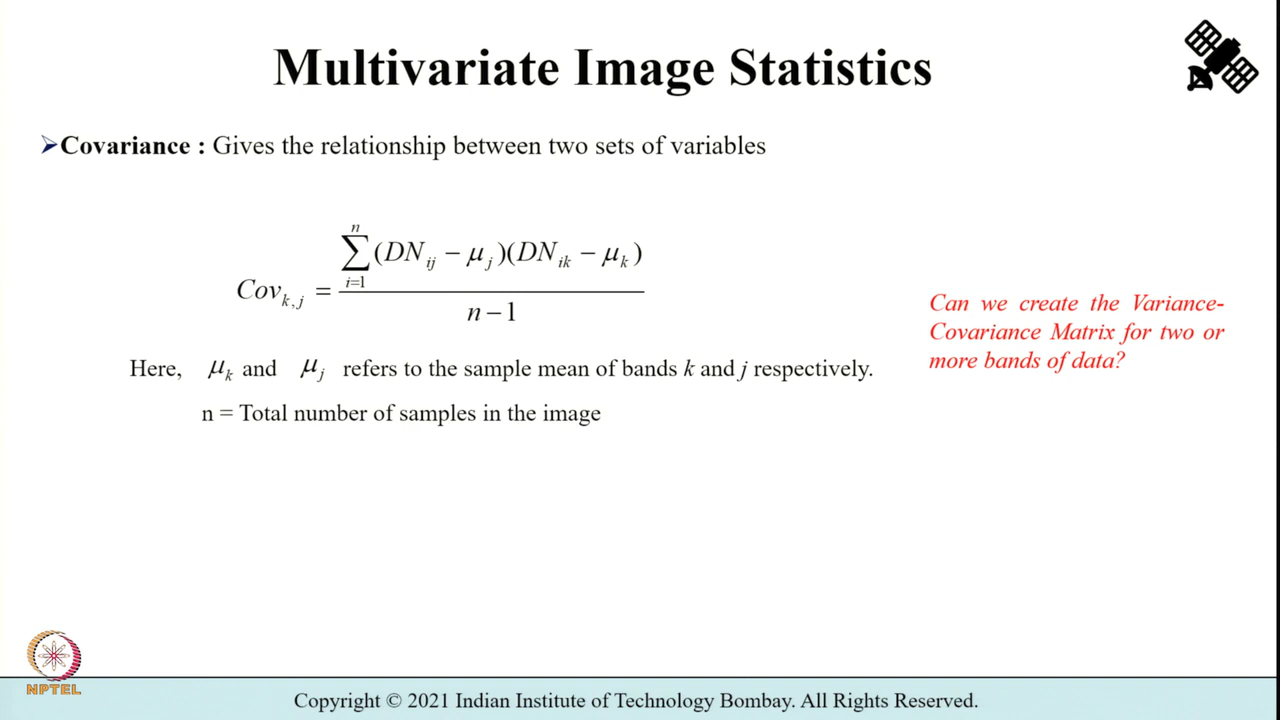 Multivariate Image Statistics
➢Covariance : Gives the relationship between two sets of variables
Cov_{k,j} = \frac{\sum_{i=1}^{n} (DN_{ij} − μ_j)(DN_{ik} − μ_k)}{n − 1}
Can we create the Variance-
Covariance Matrix for two or
more bands of data?
Here, μ_k and μ_j refers to the sample mean of bands k and j respectively.
n = Total number of samples in the image
NPTEL
Copyright © 2021 Indian Institute of Technology Bombay. All Rights Reserved.